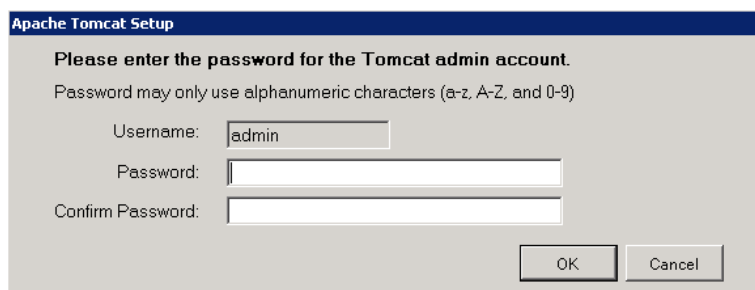 Apache Tomcat Setup
Please enter the password for the Tomcat admin account.
Password may only use alphanumeric characters (a-z, A-Z, and 0-9)
Username: admin
Password:
Confirm Password:
OK Cancel